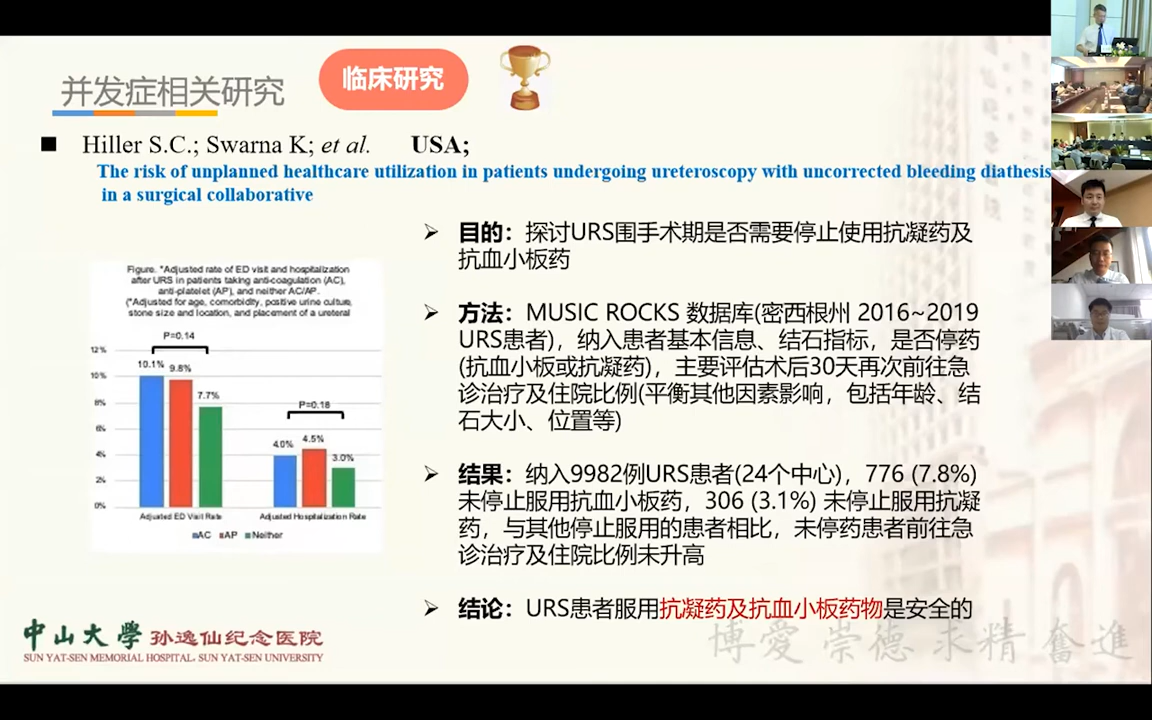 并发症相关研究
临床研究
■ Hiller S.C.; Swarna K; et al. USA;
The risk of unplanned healthcare utilization in patients undergoing ureteroscopy with uncorrected bleeding diathesis
in a surgical collaborative
Figure. *Adjusted rate of ED visit and hospitalization
after URS in patients taking anti-coagulation (AC),
anti-platelet (AP), and neither AC/AP.
(*Adjusted for age, comorbidity, positive urine culture,
stone size and location, and placement of a ureteral
P=0.14
12%
10.1%
9.8%
10%
7.7%
8%
P=0.18
6%
4.0%
4.5%
4%
3.0%
2%
0%
Adjusted ED Visit Rate
Adjusted Hospitalization Rate
AC AP Neither
➢ 目的：探讨URS围手术期是否需要停止使用抗凝药及
抗血小板药
➢ 方法：MUSIC ROCKS 数据库(密西根州 2016~2019
URS患者)，纳入患者基本信息、结石指标，是否停药
(抗血小板或抗凝药)，主要评估术后30天再次前往急
诊治疗及住院比例(平衡其他因素影响，包括年龄、结
石大小、位置等)
➢ 结果：纳入9982例URS患者(24个中心)，776 (7.8%)
未停止服用抗血小板药，306 (3.1%) 未停止服用抗凝
药，与其他停止服用的患者相比，未停药患者前往急
诊治疗及住院比例未升高
➢ 结论：URS患者服用抗凝药及抗血小板药物是安全的
中山大學 孙逸仙纪念医院
SUN YAT-SEN MEMORIAL HOSPITAL, SUN YAT-SEN UNIVERSITY
博愛 崇德 求精 奮進